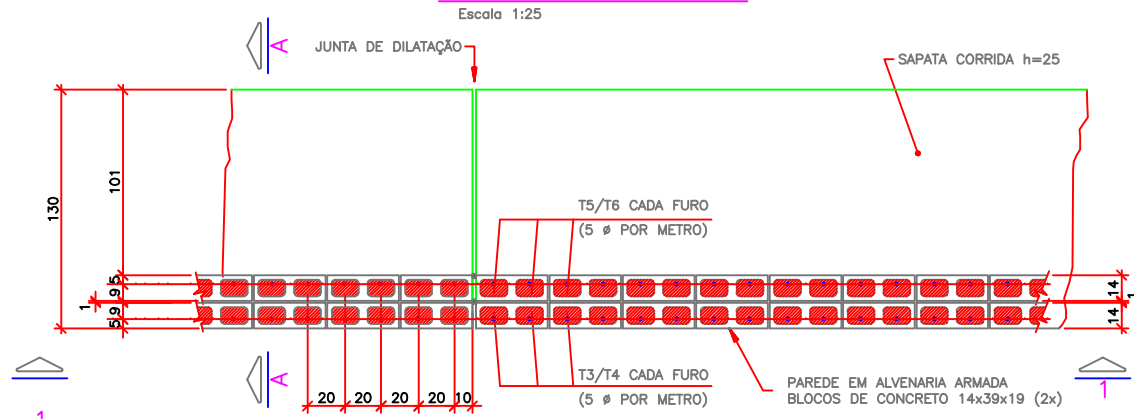 Escala 1:25
A
JUNTA DE DILATAÇÃO
SAPATA CORRIDA h=25
130
101
T5/T6 CADA FURO
(5 ø POR METRO)
5
9
1
9
5
14
1
14
A
T3/T4 CADA FURO
(5 ø POR METRO)
20 20 20 20 10
PAREDE EM ALVENARIA ARMADA
BLOCOS DE CONCRETO 14x39x19 (2x)
1
1